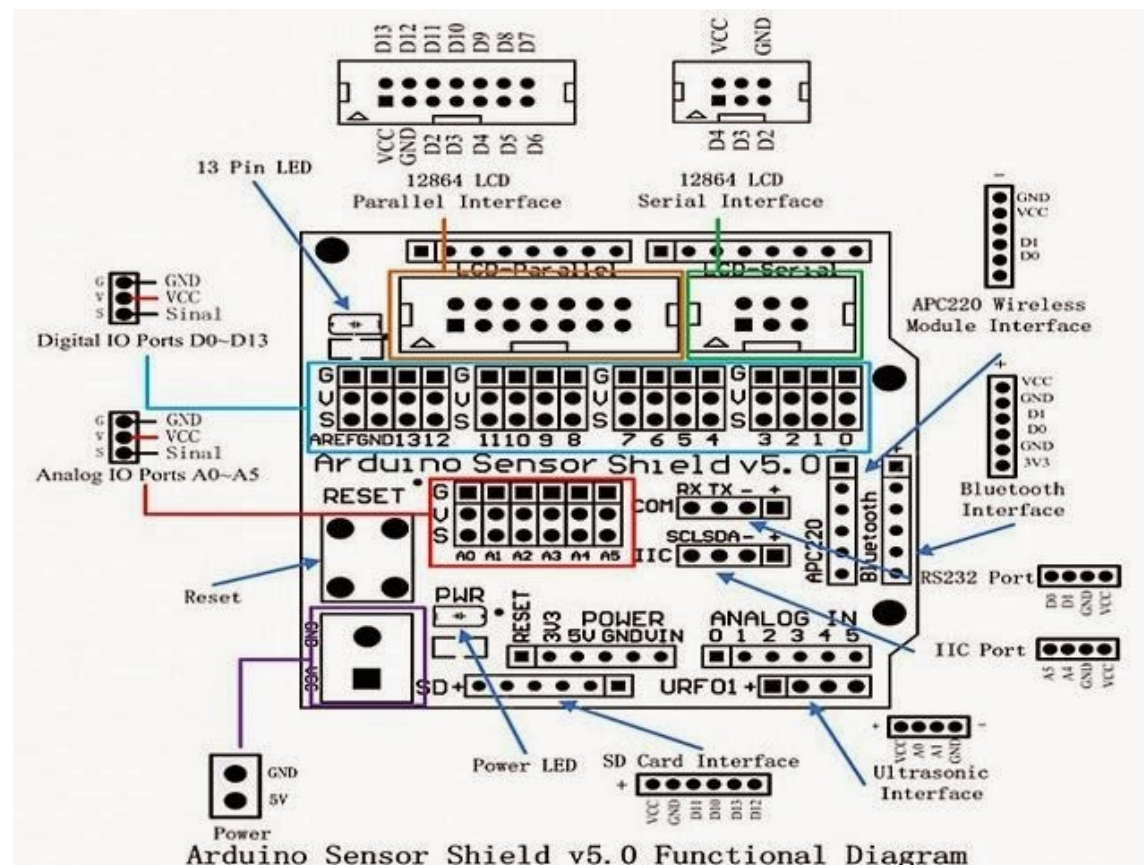 D13 D12 D11 D10 D9 D8 D7
VCC GND D2 D3 D4 D5 D6
VCC GND
D4 D3 D2
13 Pin LED
12864 LCD
Parallel Interface
12864 LCD
Serial Interface
-
GND
VCC
D1
D0
APC220 Wireless
Module Interface
LCD-Parallel
LCD-Serial
G GND
V VCC
S Sinal
Digital IO Ports D0~D13
G GND
V VCC
S Sinal
Analog IO Ports A0~A5
G G G G
V V V V
S S S S
AREF GND 13 12 11 10 9 8 7 6 5 4 3 2 1 0
+
VCC
GND
D1
D0
GND
3V3
Bluetooth
Interface
Arduino Sensor Shield v5.0
- +
RESET
G
V
S
A0 A1 A2 A3 A4 A5
COM RX TX - +
IIC SCL SDA - +
APC220
Bluetooth
RS232 Port
D0 D1 GND VCC
Reset
IIC Port
A5 A4 GND VCC
PWR
POWER
RESET 3V3 5V GND VIN
ANALOG IN
0 1 2 3 4 5
VCC GND
SD+
URF01+
+ -
VCC A0 A1 GND
Ultrasonic
Interface
Power LED
SD Card Interface
+
VCC GND D11 D10 D13 D12
GND
5V
Power
Arduino Sensor Shield v5.0 Functional Diagram